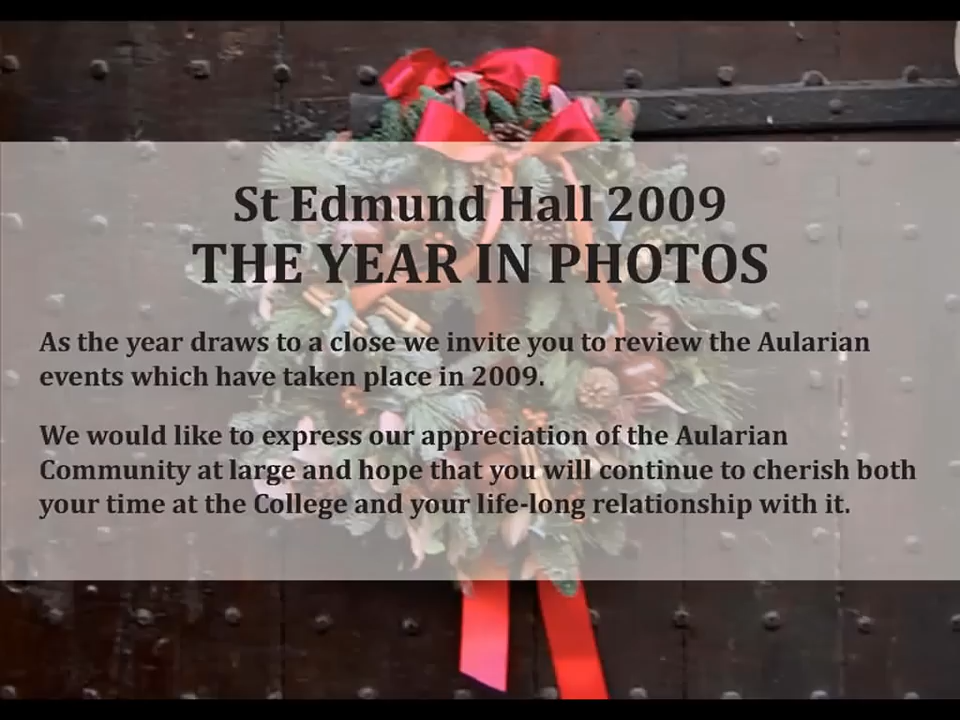 St Edmund Hall 2009
THE YEAR IN PHOTOS
As the year draws to a close we invite you to review the Aularian
events which have taken place in 2009.
We would like to express our appreciation of the Aularian
Community at large and hope that you will continue to cherish both
your time at the College and your life-long relationship with it.